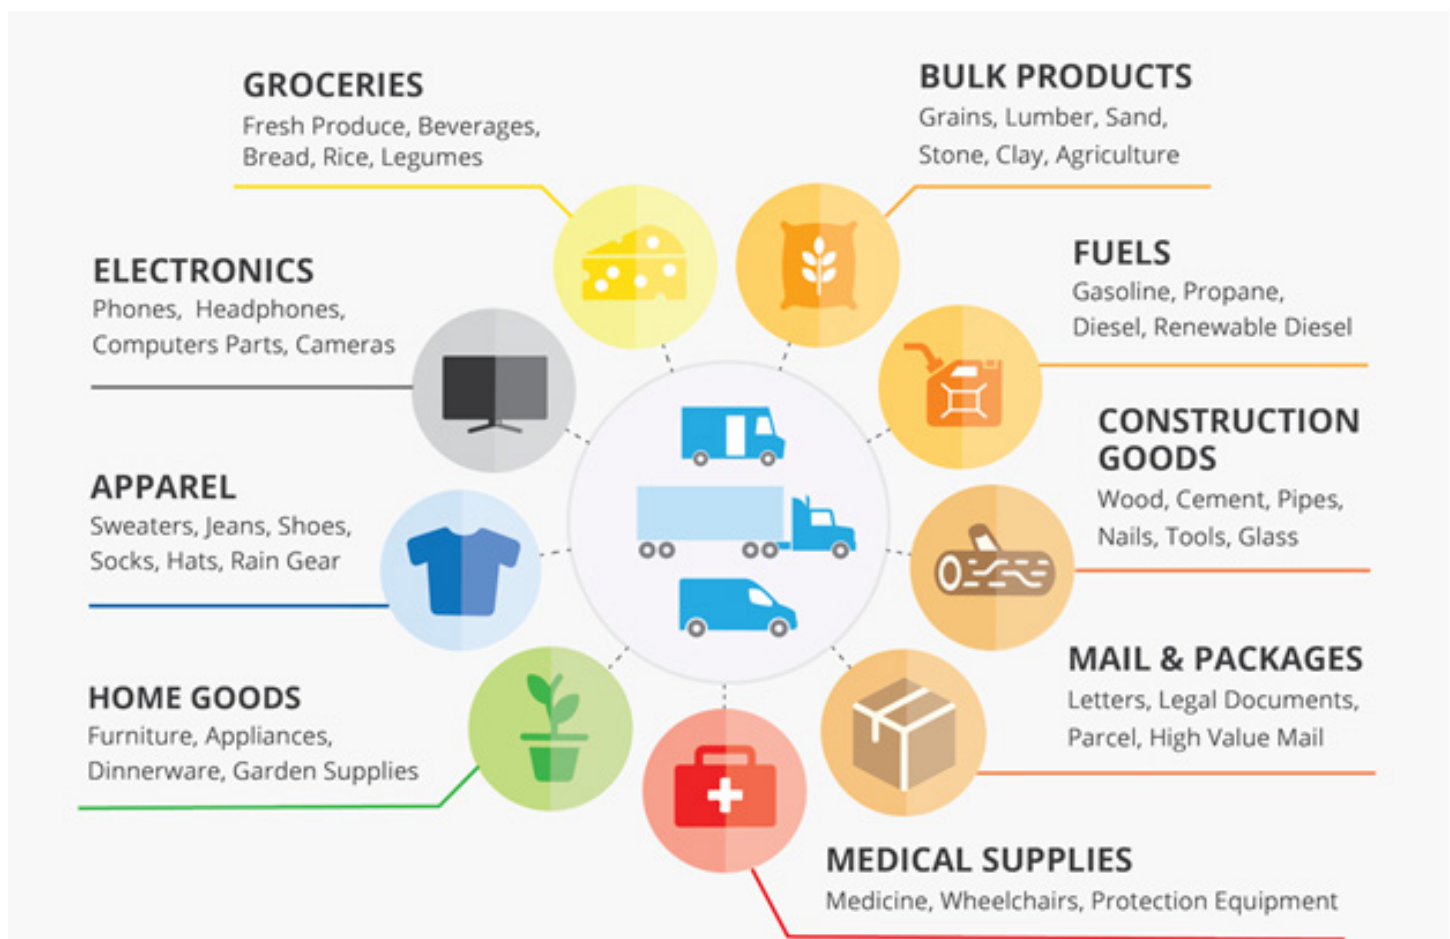 GROCERIES
Fresh Produce, Beverages,
Bread, Rice, Legumes
BULK PRODUCTS
Grains, Lumber, Sand,
Stone, Clay, Agriculture
ELECTRONICS
Phones, Headphones,
Computers Parts, Cameras
FUELS
Gasoline, Propane,
Diesel, Renewable Diesel
APPAREL
Sweaters, Jeans, Shoes,
Socks, Hats, Rain Gear
CONSTRUCTION
GOODS
Wood, Cement, Pipes,
Nails, Tools, Glass
HOME GOODS
Furniture, Appliances,
Dinnerware, Garden Supplies
MAIL & PACKAGES
Letters, Legal Documents,
Parcel, High Value Mail
MEDICAL SUPPLIES
Medicine, Wheelchairs, Protection Equipment